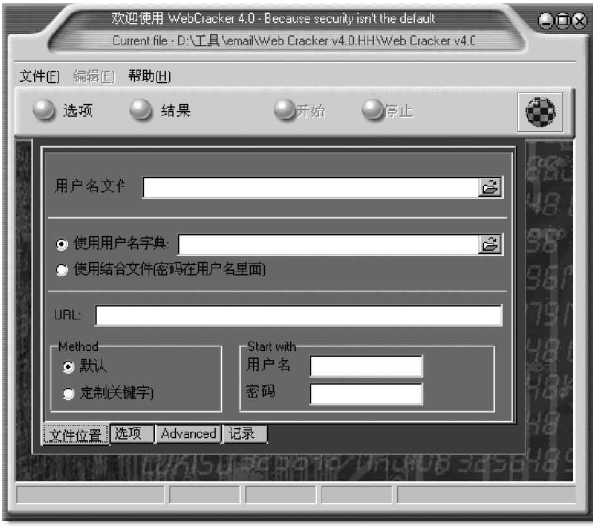 欢迎使用 WebCracker 4.0 - Because security isn't the default
Current file - D:\工具\email\Web Cracker v4.0.HH\Web Cracker v4.0
文件(F) 编辑(E) 帮助(H)
选项 结果 开始 停止
用户名文件
使用用户名字典:
使用结合文件(密码在用户名里面)
URL:
Method
默认
定制(关键字)
Start with
用户名
密码
文件位置 选项 Advanced 记录